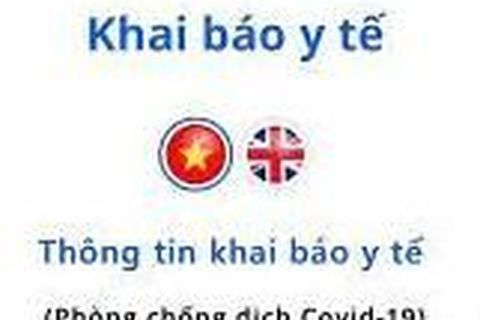 Khai báo y tế
Thông tin khai báo y tế
(Phòng chống dịch Covid-19)